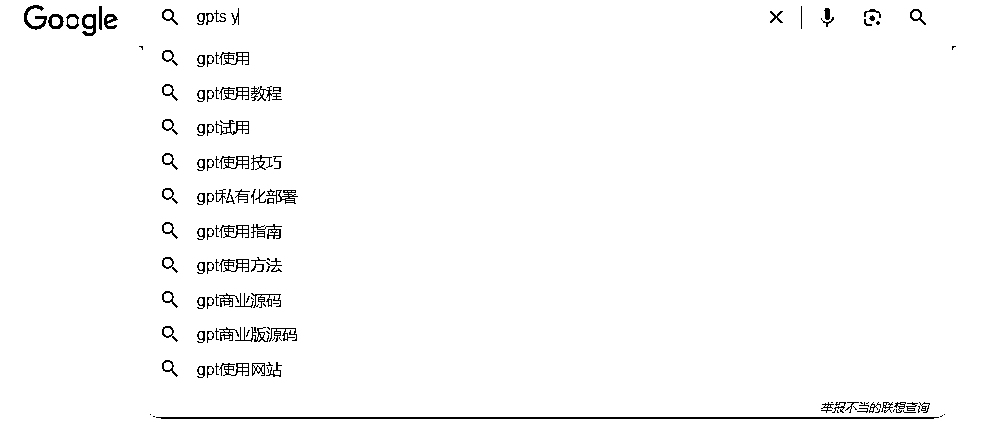 Google
gpts y
gpt使用
gpt使用教程
gpt试用
gpt使用技巧
gpt私有化部署
gpt使用指南
gpt使用方法
gpt商业源码
gpt商业版源码
gpt使用网站
举报不当的联想查询